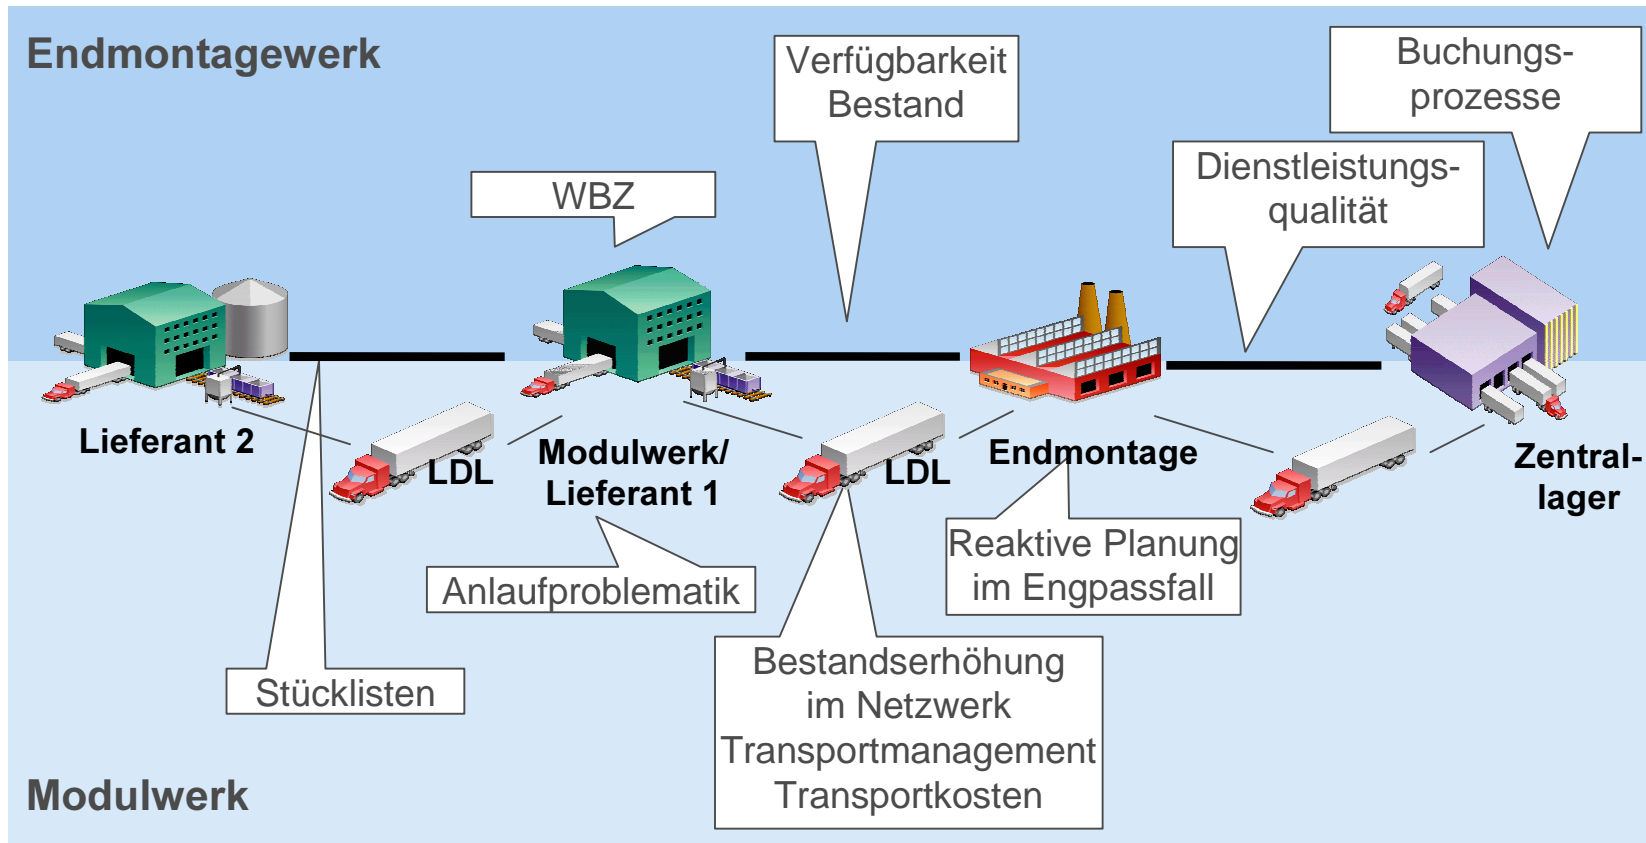 Endmontagewerk
Verfügbarkeit
Bestand
Buchungs-
prozesse
WBZ
Dienstleistungs-
qualität
Lieferant 2
LDL
Modulwerk/
Lieferant 1
LDL
Endmontage
Zentral-
lager
Reaktive Planung
im Engpassfall
Anlaufproblematik
Stücklisten
Bestandserhöhung
im Netzwerk
Transportmanagement
Transportkosten
Modulwerk